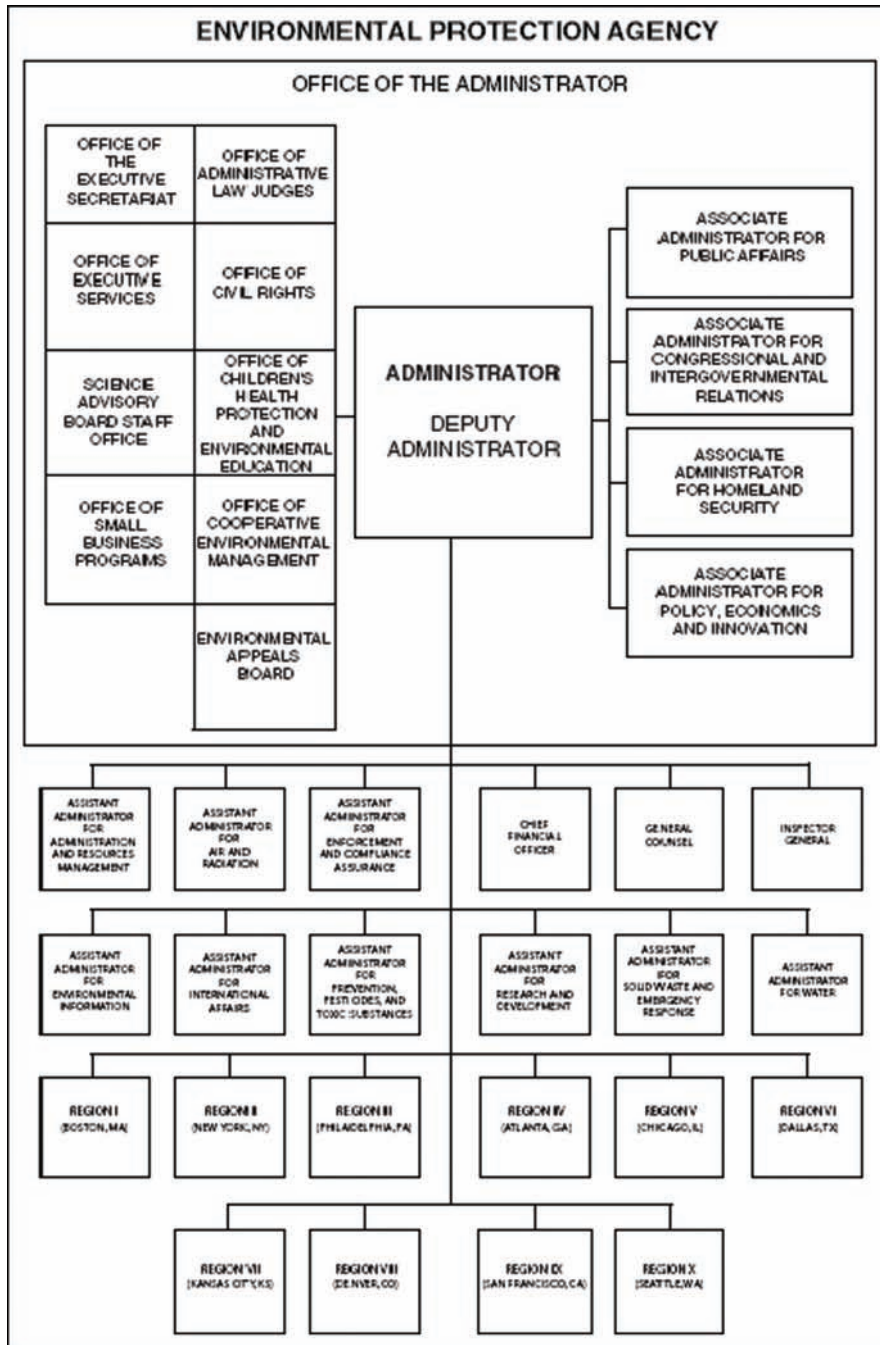 ENVIRONMENTAL PROTECTION AGENCY
OFFICE OF THE ADMINISTRATOR
OFFICE OF
THE
EXECUTIVE
SECRETARIAT
OFFICE OF
ADMINISTRATIVE
LAW JUDGES
OFFICE OF
EXECUTIVE
SERVICES
OFFICE OF
CIVIL RIGHTS
SCIENCE
ADVISORY
BOARD STAFF
OFFICE
OFFICE OF
CHILDREN'S
HEALTH
PROTECTION
AND
ENVIRONMENTAL
EDUCATION
OFFICE OF
SMALL
BUSINESS
PROGRAMS
OFFICE OF
COOPERATIVE
ENVIRONMENTAL
MANAGEMENT
ENVIRONMENTAL
APPEALS
BOARD
ADMINISTRATOR
DEPUTY
ADMINISTRATOR
ASSOCIATE
ADMINISTRATOR FOR
PUBLIC AFFAIRS
ASSOCIATE
ADMINISTRATOR FOR
CONGRESSIONAL AND
INTERGOVERNMENTAL
RELATIONS
ASSOCIATE
ADMINISTRATOR
FOR HOMELAND
SECURITY
ASSOCIATE
ADMINISTRATOR FOR
POLICY, ECONOMICS
AND INNOVATION
ASSISTANT
ADMINISTRATOR
FOR
ADMINISTRATION
AND RESOURCES
MANAGEMENT
ASSISTANT
ADMINISTRATOR
FOR
AIR AND
RADIATION
ASSISTANT
ADMINISTRATOR
FOR
ENFORCEMENT
AND COMPLIANCE
ASSURANCE
CHIEF
FINANCIAL
OFFICER
GENERAL
COUNSEL
INSPECTOR
GENERAL
ASSISTANT
ADMINISTRATOR
FOR
ENVIRONMENTAL
INFORMATION
ASSISTANT
ADMINISTRATOR
FOR
INTERNATIONAL
AFFAIRS
ASSISTANT
ADMINISTRATOR
FOR
PREVENTION,
PESTICIDES, AND
TOXIC SUBSTANCES
ASSISTANT
ADMINISTRATOR
FOR
RESEARCH AND
DEVELOPMENT
ASSISTANT
ADMINISTRATOR
FOR
SOLID WASTE AND
EMERGENCY
RESPONSE
ASSISTANT
ADMINISTRATOR
FOR WATER
REGION I
(BOSTON, MA)
REGION II
(NEW YORK, NY)
REGION III
(PHILADELPHIA, PA)
REGION IV
(ATLANTA, GA)
REGION V
(CHICAGO, IL)
REGION VI
(DALLAS, TX)
REGION VII
(KANSAS CITY, KS)
REGION VIII
(DENVER, CO)
REGION IX
(SAN FRANCISCO, CA)
REGION X
(SEATTLE, WA)